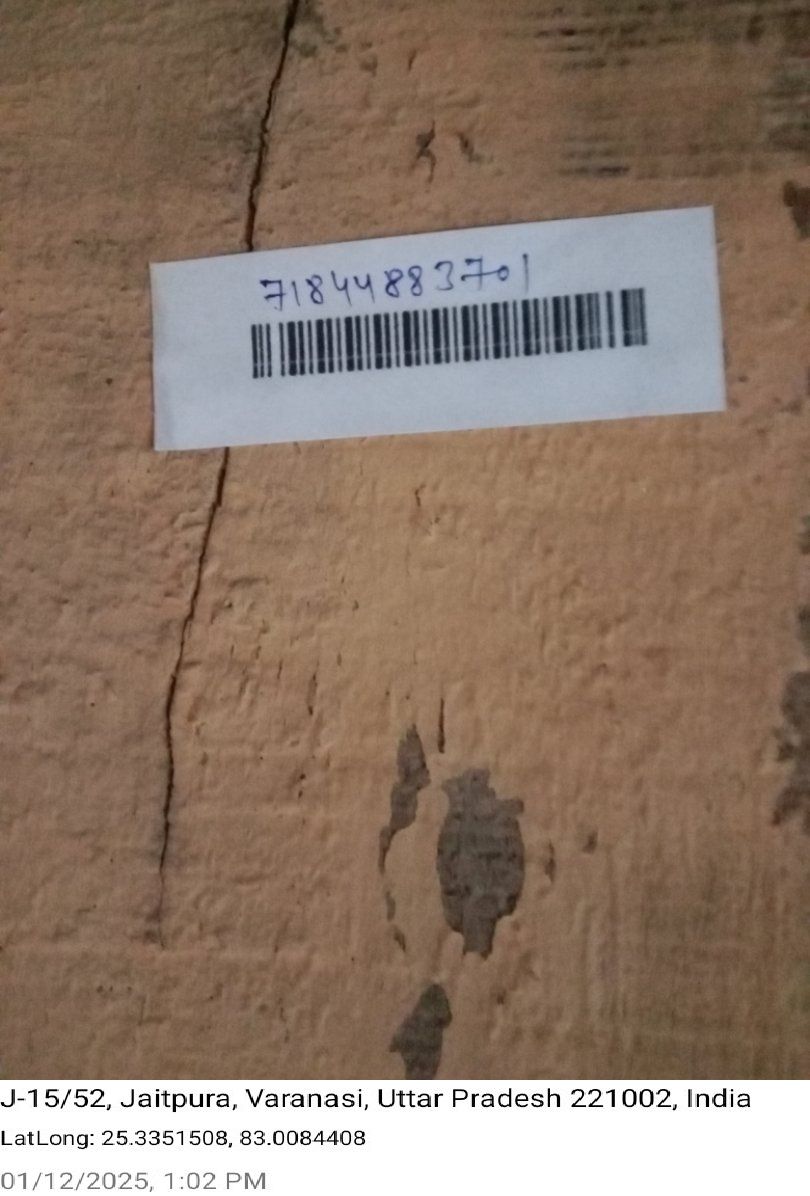 71844883701
J-15/52, Jaitpura, Varanasi, Uttar Pradesh 221002, India
LatLong: 25.3351508, 83.0084408
01/12/2025, 1:02 PM